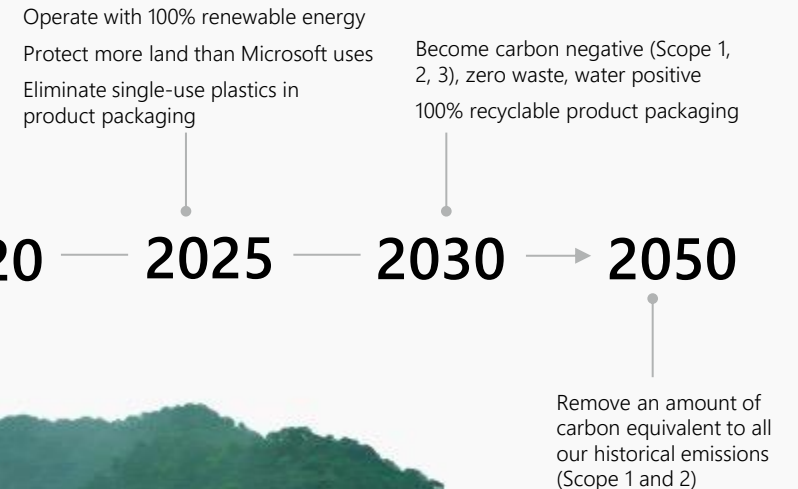 Operate with 100% renewable energy
Protect more land than Microsoft uses
Eliminate single-use plastics in
product packaging
Become carbon negative (Scope 1,
2, 3), zero waste, water positive
100% recyclable product packaging
20 2025 2030 2050
Remove an amount of
carbon equivalent to all
our historical emissions
(Scope 1 and 2)